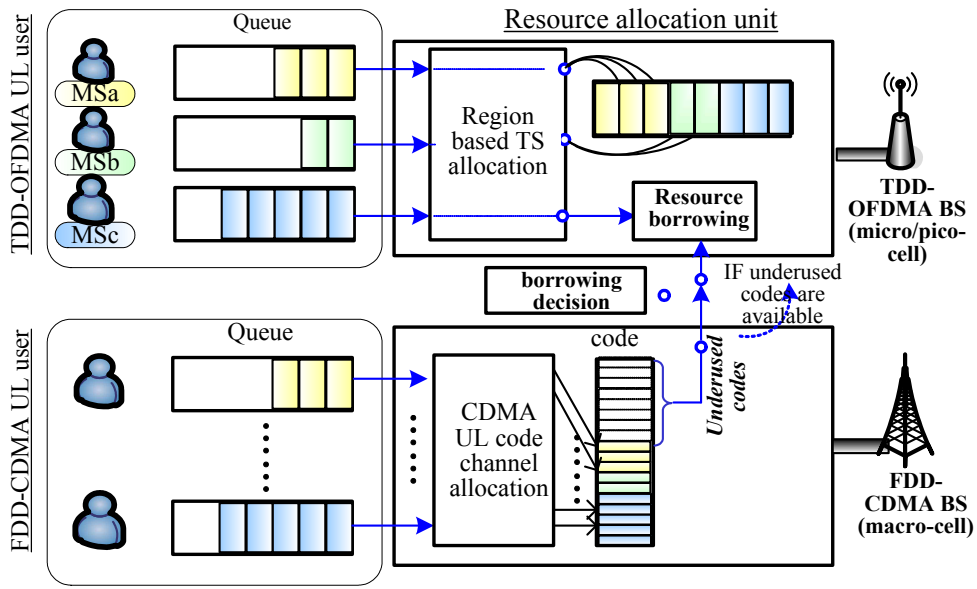 Queue
Resource allocation unit
TDD-OFDMA UL user
MSa
MSb
MSc
Region
based TS
allocation
Resource
borrowing
TDD-
OFDMA BS
(micro/pico-
cell)
borrowing
decision
IF underused
codes are
available
FDD-CDMA UL user
Queue
code
CDMA
UL code
channel
allocation
Underused
codes
FDD-
CDMA BS
(macro-cell)